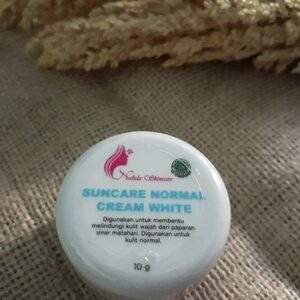 Nahda Skincare
SUNCARE NORMAL
CREAM WHITE
Digunakan untuk membantu
melindungi kulit wajah dari paparan
sinar matahari. Digunakan untuk
kulit normal.
10 g